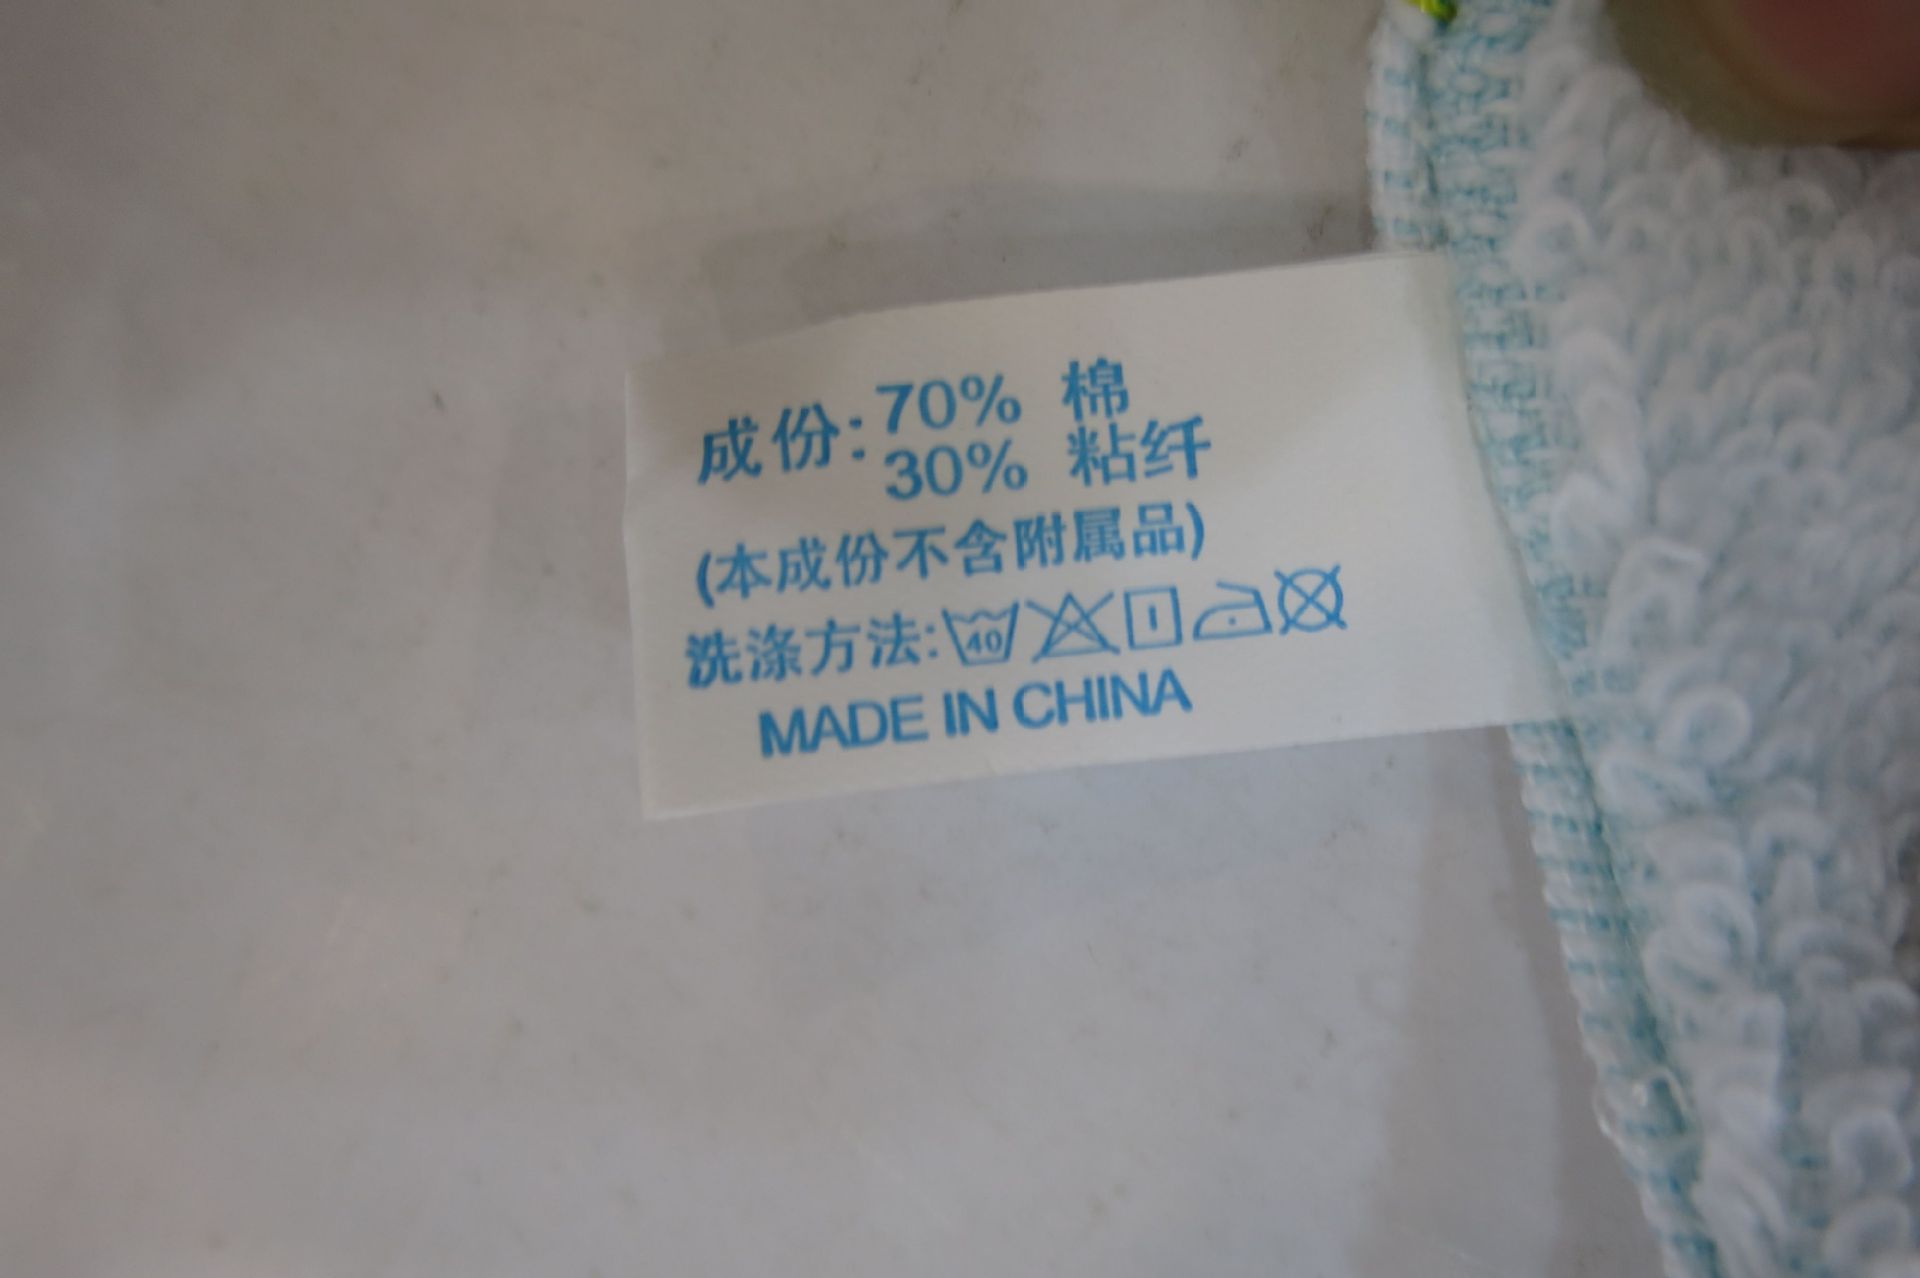 成份:70% 棉
30% 粘纤
(本成份不含附属品)
洗涤方法: 40
MADE IN CHINA